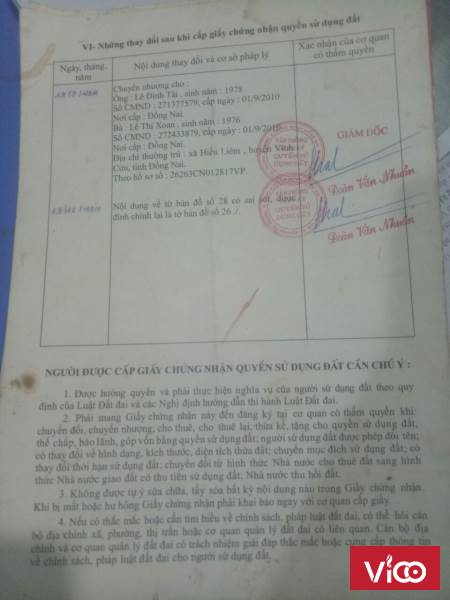 VI- Những thay đổi sau khi cấp giấy chứng nhận quyền sử dụng đất
Ngày, tháng, năm
Nội dung thay đổi và cơ sở pháp lý
Xác nhận của cơ quan có thẩm quyền
Chuyển nhượng cho :
Ông : Lê Đình Tài , sinh năm : 1978
Số CMND : 271377579, cấp ngày : 01/9/2010
Nơi cấp : Đồng Nai.
Bà : Lê Thị Xoan , sinh năm : 1976
Số CMND : 272433879, cấp ngày : 01/9/2010
Nơi cấp : Đồng Nai.
Địa chỉ thường trú : xã Hiếu Liêm , huyện Vĩnh
Cửu, tỉnh Đồng Nai.
Theo hồ sơ số : 26263CN012817VP.
GIÁM ĐỐC
Đoàn Văn Nhuần
Nội dung về tờ bản đồ số 28 có sai sót, được
đính chính lại là tờ bản đồ số 26 ./.
Đoàn Văn Nhuần
NGƯỜI ĐƯỢC CẤP GIẤY CHỨNG NHẬN QUYỀN SỬ DỤNG ĐẤT CẦN CHÚ Ý :
1. Được hưởng quyền và phải thực hiện nghĩa vụ của người sử dụng đất theo quy
định của Luật Đất đai và các Nghị định hướng dẫn thi hành Luật Đất đai.
2. Phải mang Giấy chứng nhận này đến đăng ký tại cơ quan có thẩm quyền khi:
chuyển đổi, chuyển nhượng, cho thuê, cho thuê lại, thừa kế, tặng cho quyền sử dụng đất,
thế chấp, bảo lãnh, góp vốn bằng quyền sử dụng đất; người sử dụng đất được phép đổi tên;
có thay đổi về hình dạng, kích thước, diện tích thửa đất; chuyển mục đích sử dụng đất; có
thay đổi thời hạn sử dụng đất; chuyển đổi từ hình thức Nhà nước cho thuê đất sang hình
thức Nhà nước giao đất có thu tiền sử dụng đất; Nhà nước thu hồi đất.
3. Không được tự ý sửa chữa, tẩy xóa bất kỳ nội dung nào trong Giấy chứng nhận.
Khi bị mất hoặc hư hỏng Giấy chứng nhận phải khai báo ngay với cơ quan cấp giấy.
4. Nếu có thắc mắc hoặc cần tìm hiểu về chính sách, pháp luật đất đai, có thể hỏi cán
bộ địa chính xã, phường, thị trấn hoặc cơ quan quản lý đất đai có liên quan. Cán bộ địa
chính và cơ quan quản lý đất đai có trách nhiệm giải đáp thắc mắc hoặc cung cấp thông tin
về chính sách, pháp luật đất đai cho người sử dụng đất.
ViCO